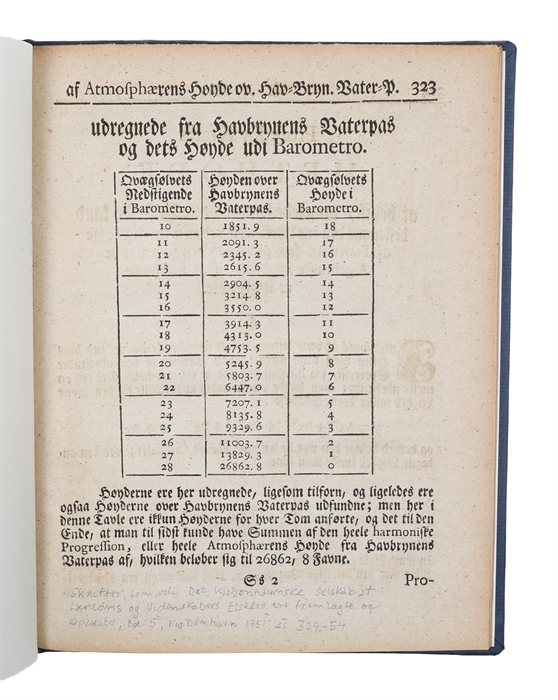 af Atmosphærens Høyde ov. Hav-Bryn. Vater-P. 323
udregnede fra Havbrynens Vaterpas
og dets Høyde udi Barometro.
Qvægsølvets Nedstigende i Barometro. Høyden over Havbrynens Vaterpas. Qvægsølvets Høyde i Barometro.
10 1851. 9 18
11 2091. 3 17
12 2345. 2 16
13 2615. 6 15
14 2904. 5 14
15 3214. 8 13
16 3550. 0 12
17 3914. 3 11
18 4313. 0 10
19 4753. 5 9
20 5245. 9 8
21 5803. 7 7
22 6447. 0 6
23 7207. 1 5
24 8135. 8 4
25 9329. 6 3
26 11003. 7 2
27 13829. 3 1
28 26862. 8 0
Høyderne ere her udregnede, ligesom tilforn, og ligeledes ere
ogsaa Høyderne over Havbrynens Vaterpas udfundne; men her i
denne Tavle ere ikkun Høyderne for hver Tom anførte, og det til den
Ende, at man til sidst kunde have Summen af den heele harmoniske
Progression, eller heele Atmosphærens Høyde fra Havbrynens
Vaterpas af, hvilken beløber sig til 26862, 8 Favne.
Ss 2 Pro-
Skrifter, som udi Det Kiøbenhavnske Selskab af
Lærdoms og Videnskabers Elskere ere fremlagte og
5, Kiøbenhavn 1751, 329-54